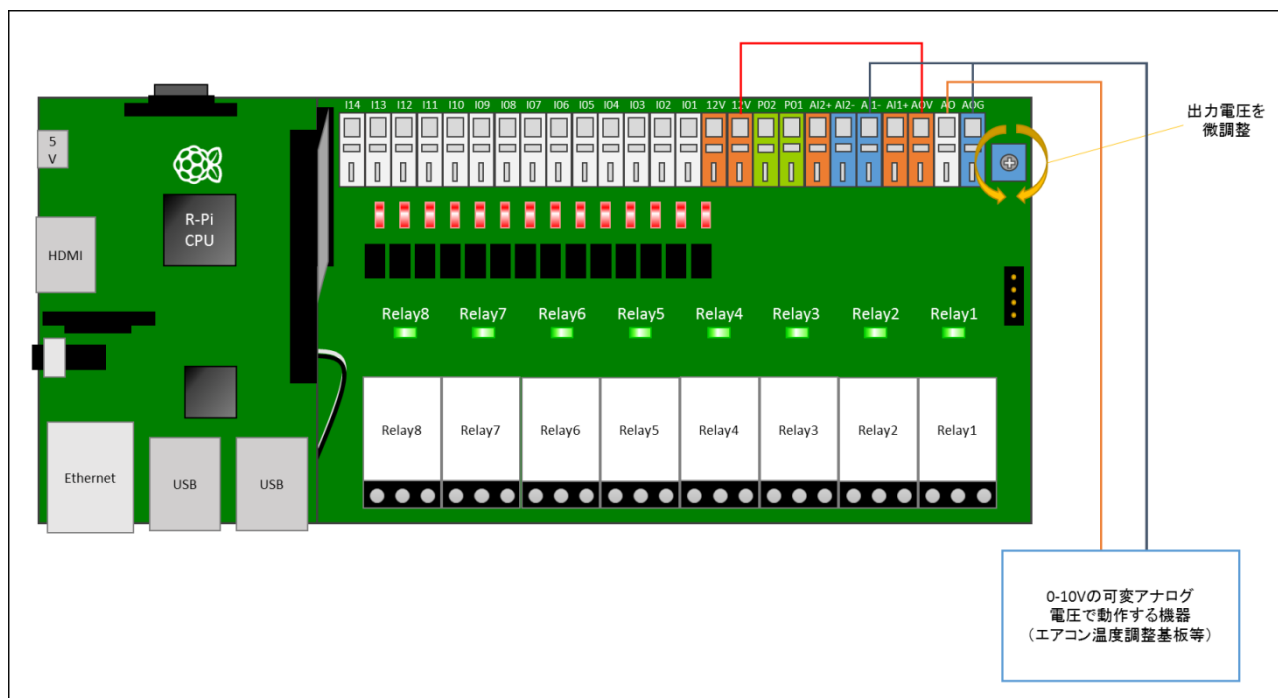 出力電圧を
微調整
I14 I13 I12 I11 I10 I09 I08 I07 I06 I05 I04 I03 I02 I01 12V 12V P02 P01 AI2+ AI2- AI1- AI1+ AOV AO AOG
5
V
R-Pi
CPU
HDMI
Relay8 Relay7 Relay6 Relay5 Relay4 Relay3 Relay2 Relay1
Relay8 Relay7 Relay6 Relay5 Relay4 Relay3 Relay2 Relay1
Ethernet
USB
USB
0-10Vの可変アナログ
電圧で動作する機器
（エアコン温度調整基板等）